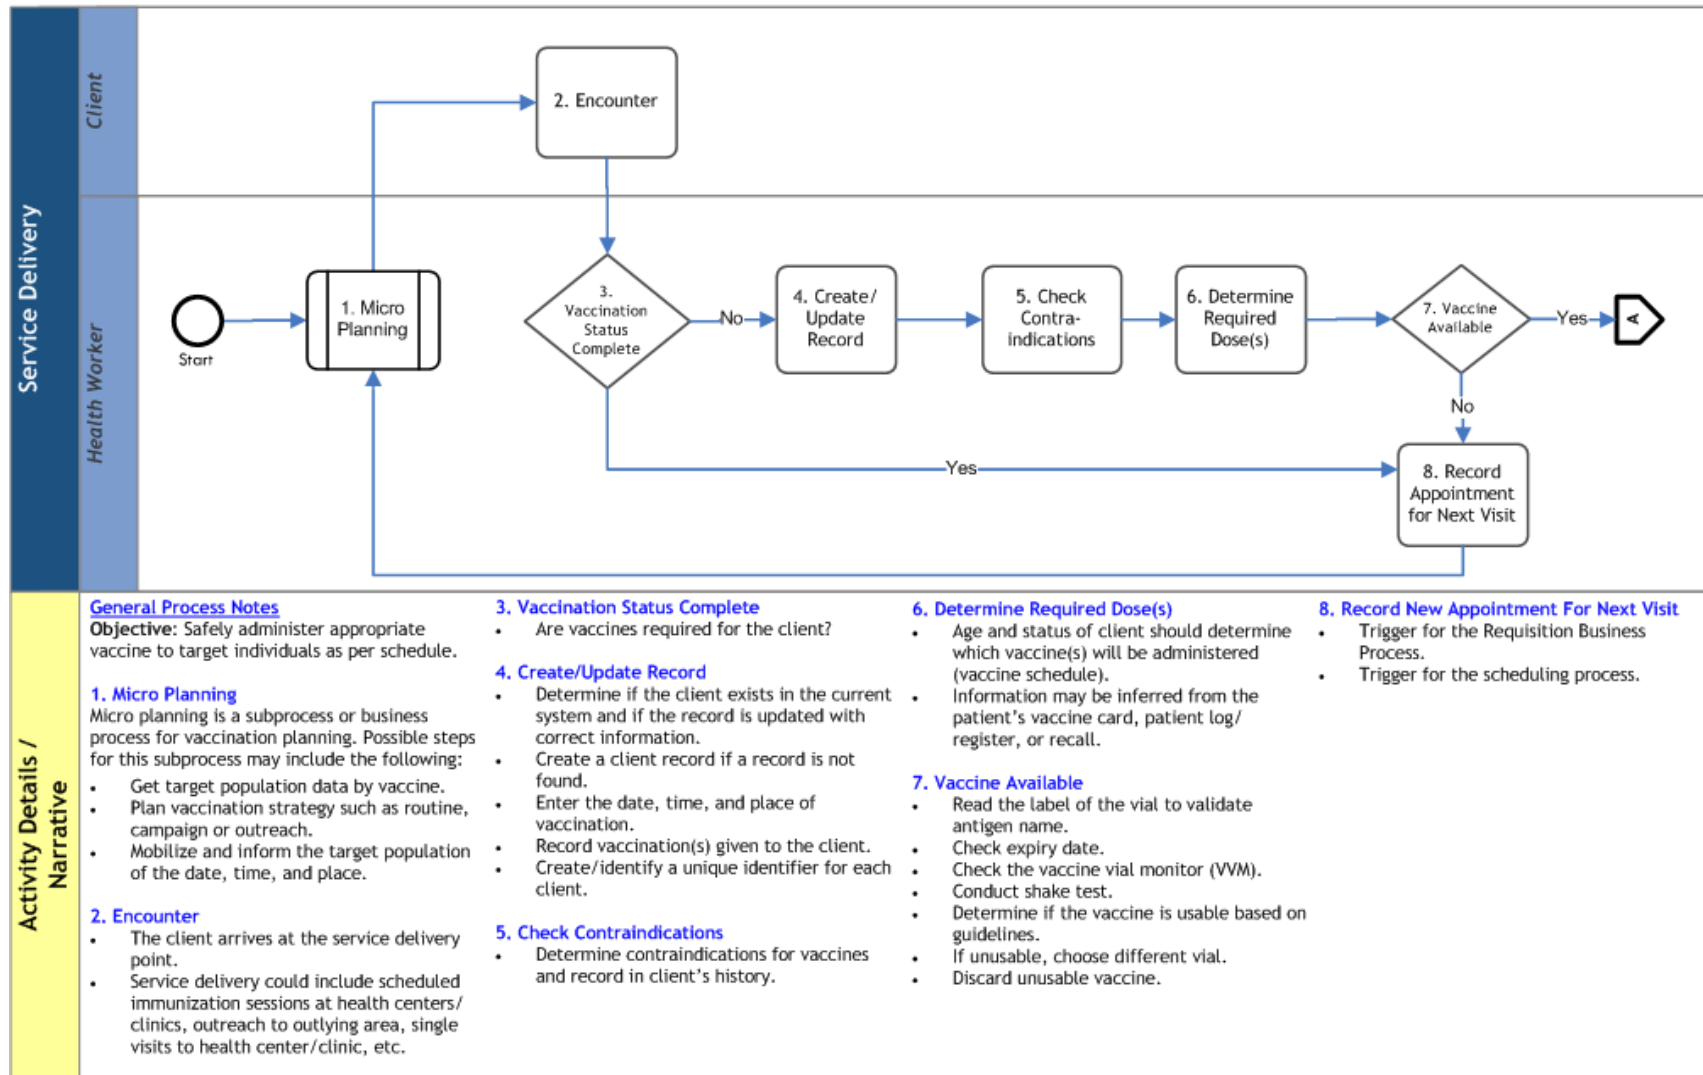 Service Delivery
Client
Health Worker
2. Encounter
Start
1. Micro
Planning
3.
Vaccination
Status
Complete
No
4. Create/
Update
Record
5. Check
Contra-
indications
6. Determine
Required
Dose(s)
7. Vaccine
Available
Yes
A
No
Yes
8. Record
Appointment
for Next Visit
Activity Details /
Narrative
General Process Notes
Objective: Safely administer appropriate
vaccine to target individuals as per schedule.
1. Micro Planning
Micro planning is a subprocess or business
process for vaccination planning. Possible steps
for this subprocess may include the following:
• Get target population data by vaccine.
• Plan vaccination strategy such as routine,
campaign or outreach.
• Mobilize and inform the target population
of the date, time, and place.
2. Encounter
• The client arrives at the service delivery
point.
• Service delivery could include scheduled
immunization sessions at health centers/
clinics, outreach to outlying area, single
visits to health center/clinic, etc.
3. Vaccination Status Complete
• Are vaccines required for the client?
4. Create/Update Record
• Determine if the client exists in the current
system and if the record is updated with
correct information.
• Create a client record if a record is not
found.
• Enter the date, time, and place of
vaccination.
• Record vaccination(s) given to the client.
• Create/identify a unique identifier for each
client.
5. Check Contraindications
• Determine contraindications for vaccines
and record in client's history.
6. Determine Required Dose(s)
• Age and status of client should determine
which vaccine(s) will be administered
(vaccine schedule).
• Information may be inferred from the
patient's vaccine card, patient log/
register, or recall.
7. Vaccine Available
• Read the label of the vial to validate
antigen name.
• Check expiry date.
• Check the vaccine vial monitor (VVM).
• Conduct shake test.
• Determine if the vaccine is usable based on
guidelines.
• If unusable, choose different vial.
• Discard unusable vaccine.
8. Record New Appointment For Next Visit
• Trigger for the Requisition Business
Process.
• Trigger for the scheduling process.